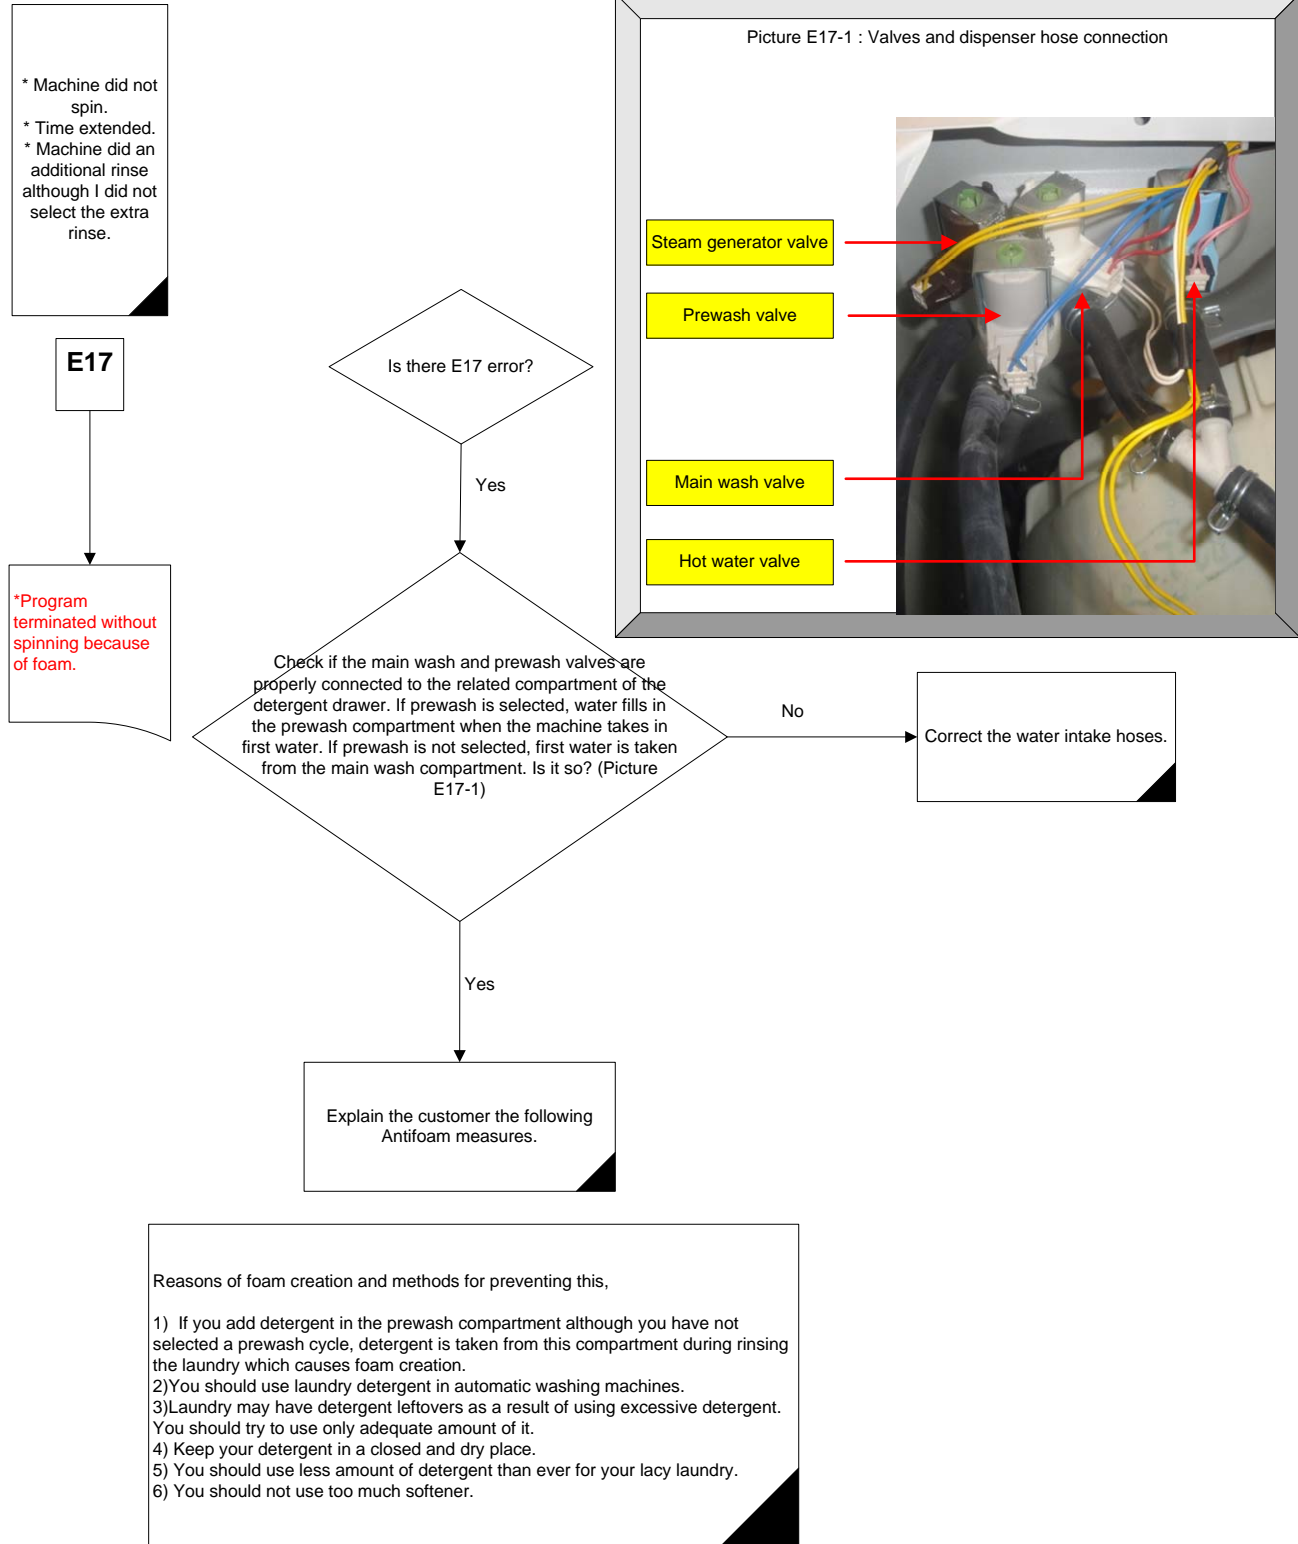 * Machine did not
spin.
* Time extended.
* Machine did an
additional rinse
although I did not
select the extra
rinse.
E17
*Program
terminated without
spinning because
of foam.
Is there E17 error?
Yes
Picture E17-1 : Valves and dispenser hose connection
Steam generator valve
Prewash valve
Main wash valve
Hot water valve
Check if the main wash and prewash valves are
properly connected to the related compartment of the
detergent drawer. If prewash is selected, water fills in
the prewash compartment when the machine takes in
first water. If prewash is not selected, first water is taken
from the main wash compartment. Is it so? (Picture
E17-1)
No
Correct the water intake hoses.
Yes
Explain the customer the following
Antifoam measures.
Reasons of foam creation and methods for preventing this,
1)  If you add detergent in the prewash compartment although you have not
selected a prewash cycle, detergent is taken from this compartment during rinsing
the laundry which causes foam creation.
2)You should use laundry detergent in automatic washing machines.
3)Laundry may have detergent leftovers as a result of using excessive detergent.
You should try to use only adequate amount of it.
4) Keep your detergent in a closed and dry place.
5) You should use less amount of detergent than ever for your lacy laundry.
6) You should not use too much softener.